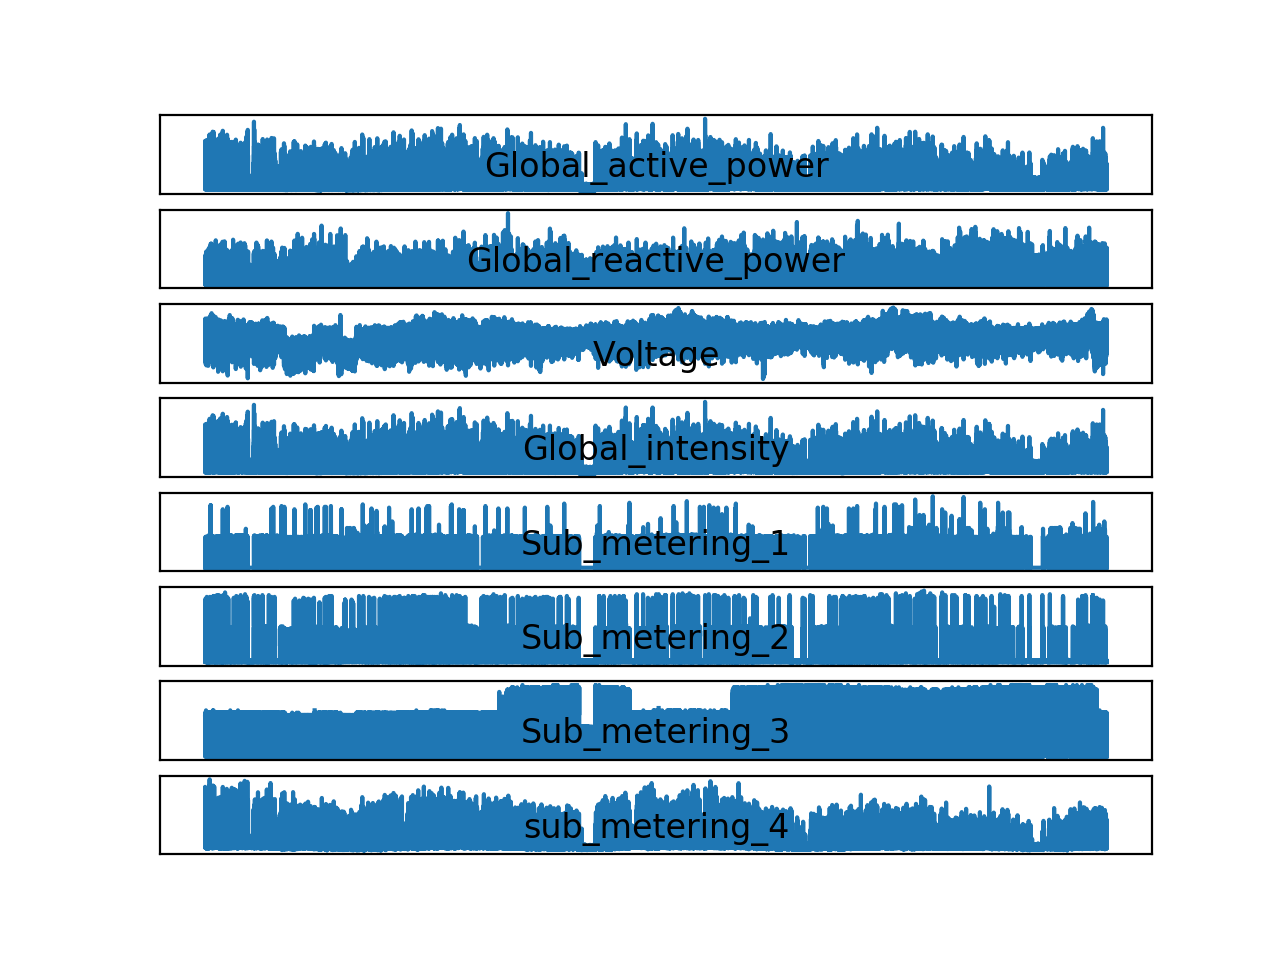 Global_active_power
Global_reactive_power
Voltage
Global_intensity
Sub_metering_1
Sub_metering_2
Sub_metering_3
sub_metering_4